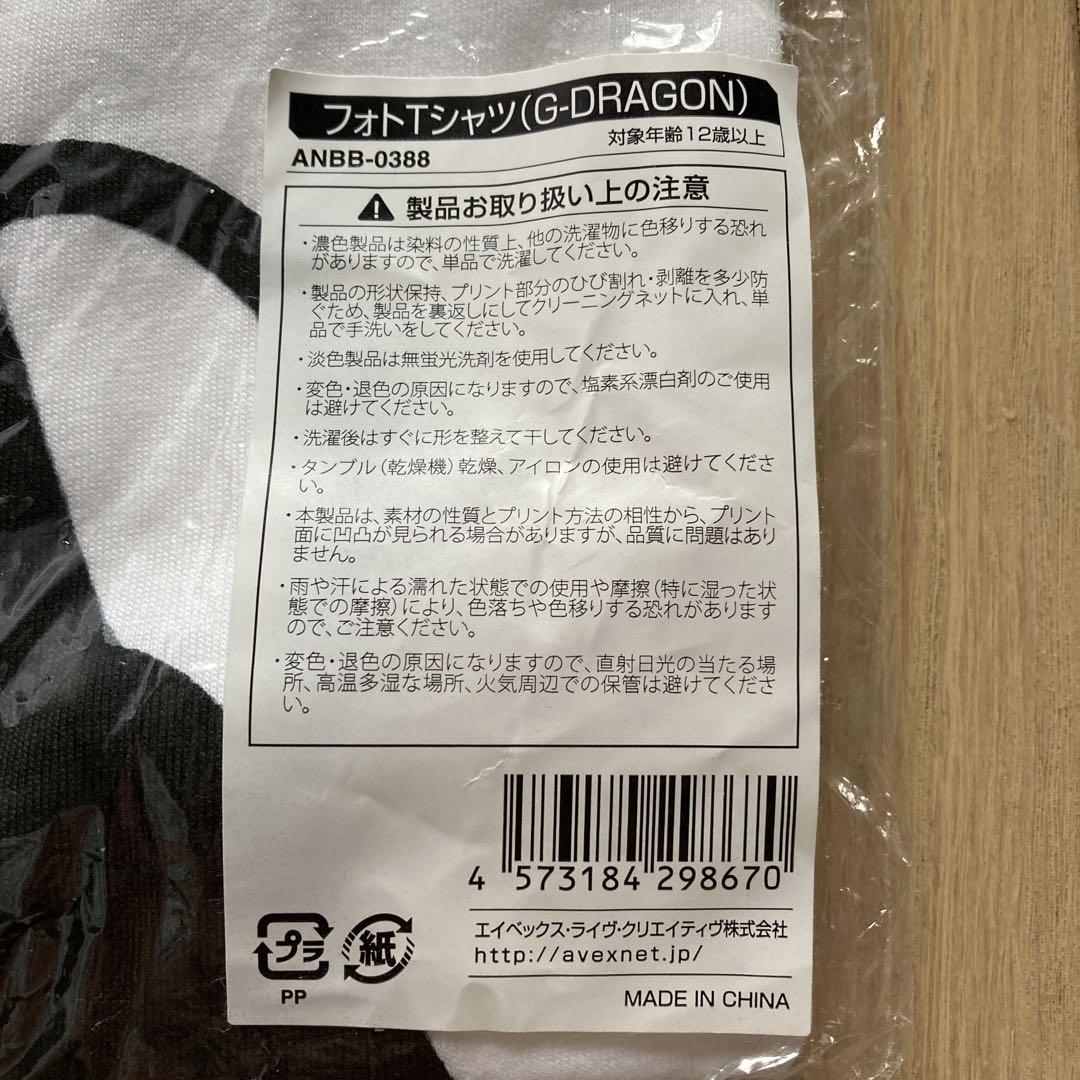 フォトTシャツ(G-DRAGON)
ANBB-0388
対象年齢12歳以上
製品お取り扱い上の注意
・濃色製品は染料の性質上、他の洗濯物に色移りする恐れ
がありますので、単品で洗濯してください。
・製品の形状保持、プリント部分のひび割れ・剥離を多少防
ぐため、製品を裏返しにしてクリーニングネットに入れ、単
品で手洗いをしてください。
・淡色製品は無蛍光洗剤を使用してください。
・変色・退色の原因になりますので、塩素系漂白剤のご使用
は避けてください。
・洗濯後はすぐに形を整えて干してください。
・タンブル(乾燥機)乾燥、アイロンの使用は避けてくださ
い。
・本製品は、素材の性質とプリント方法の相性から、プリント
面に凹凸が見られる場合がありますが、品質に問題はあり
ません。
・雨や汗による濡れた状態での使用や摩擦(特に湿った状
態での摩擦)により、色落ちや色移りする恐れがあります
ので、ご注意ください。
・変色・退色の原因になりますので、直射日光の当たる場
所、高温多湿な場所、火気周辺での保管は避けてくださ
い。
4 573184 298670
プラ
紙
PP
エイベックス・ライヴ・クリエイティヴ株式会社
http://avexnet.jp/
MADE IN CHINA